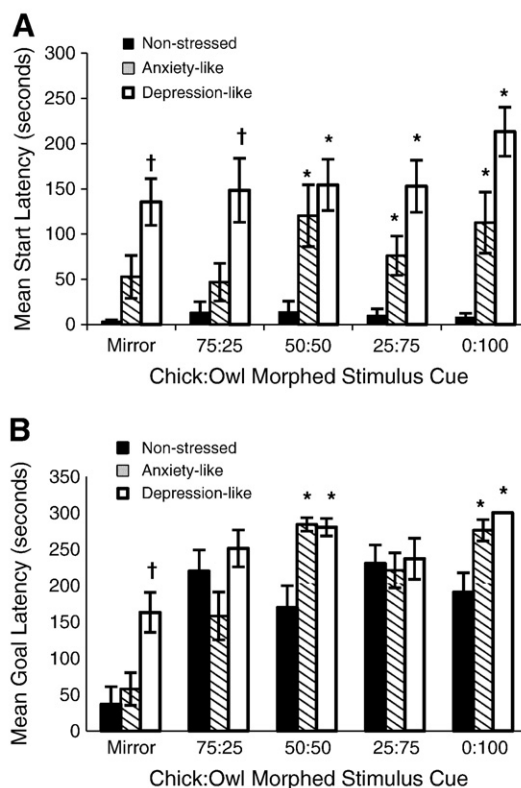 A
Mean Start Latency (seconds)
300
250
200
150
100
50
0
Non-stressed
Anxiety-like
Depression-like
†
†
*
*
*
*
*
*
Mirror 75:25 50:50 25:75 0:100
Chick:Owl Morphed Stimulus Cue
B
Mean Goal Latency (seconds)
350
300
250
200
150
100
50
0
Non-stressed
Anxiety-like
Depression-like
†
*
*
*
*
Mirror 75:25 50:50 25:75 0:100
Chick:Owl Morphed Stimulus Cue